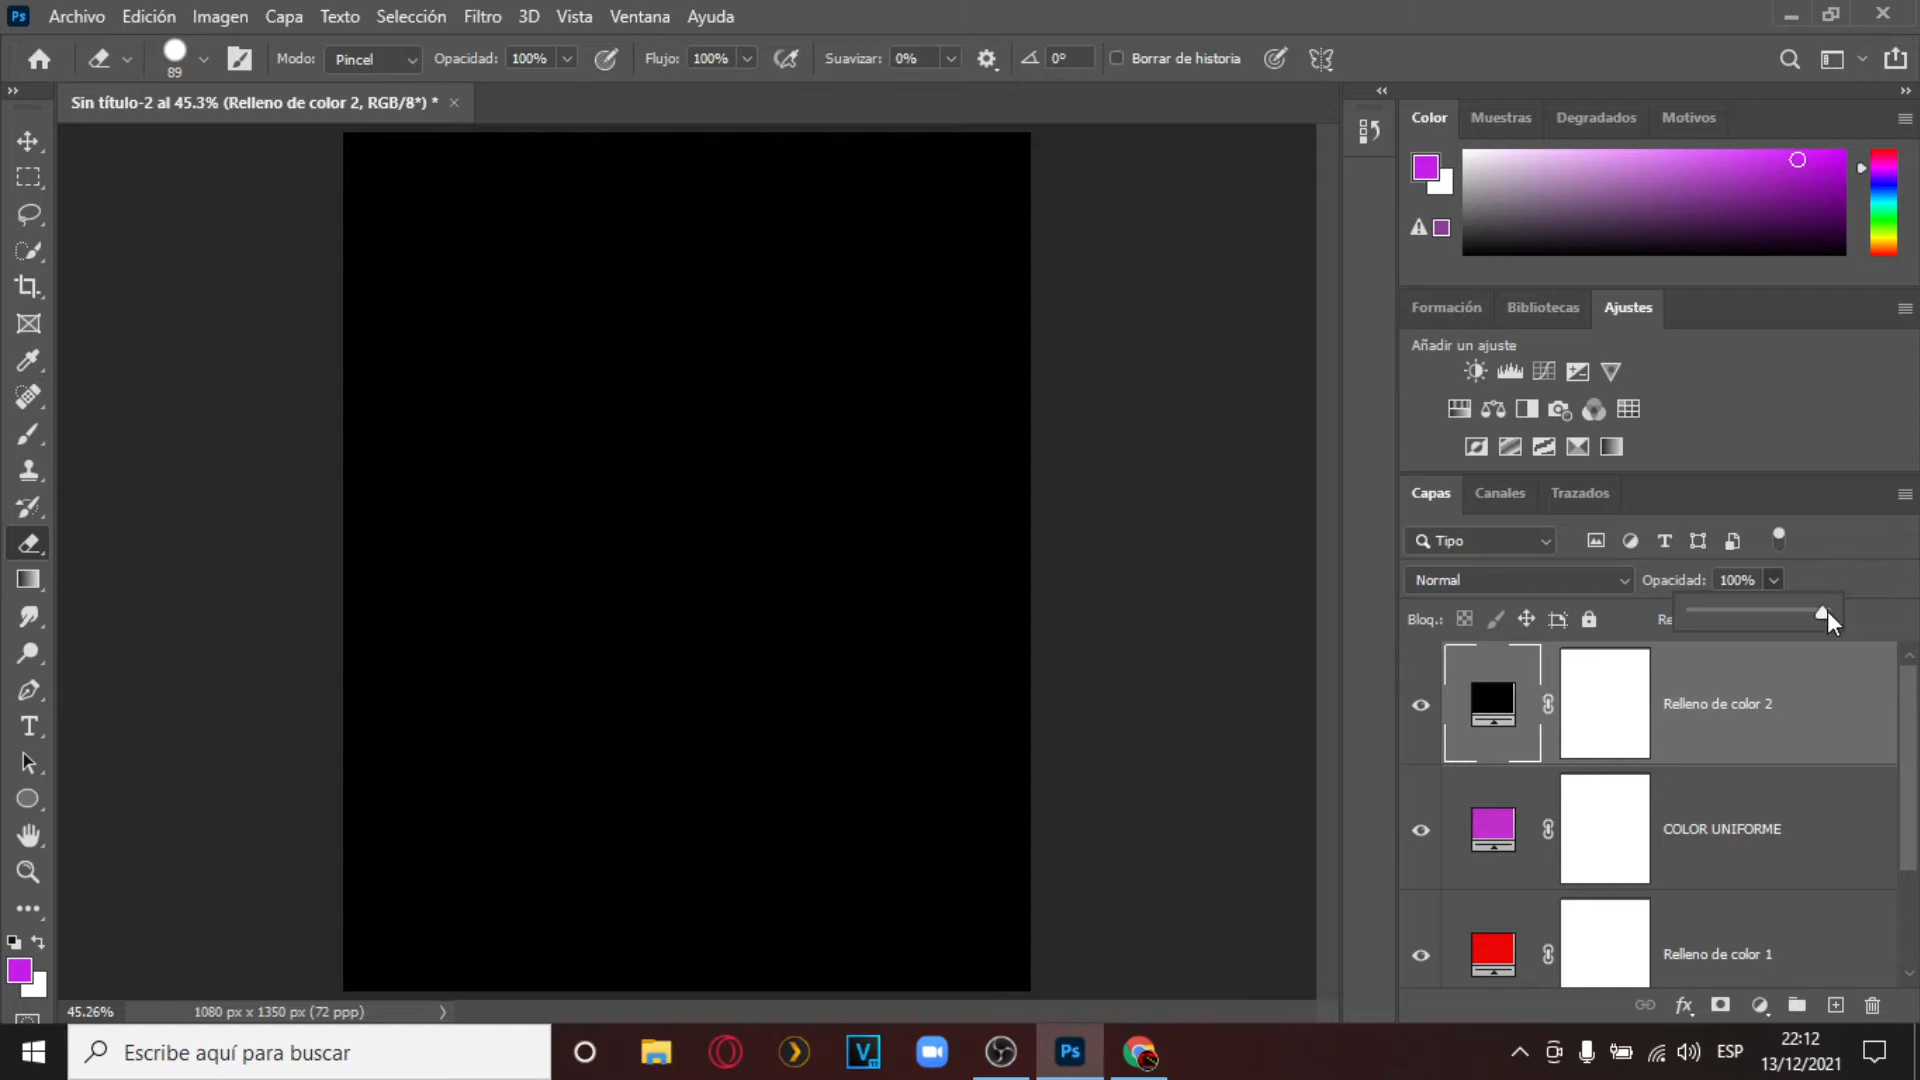 Ps Archivo Edición Imagen Capa Texto Selección Filtro 3D Vista Ventana Ayuda
89 Modo: Pincel Opacidad: 100% Flujo: 100% Suavizar: 0% 0° Borrar de historia
Sin título-2 al 45.3% (Relleno de color 2, RGB/8*) *
Color Muestras Degradados Motivos
Formación Bibliotecas Ajustes
Añadir un ajuste
Capas Canales Trazados
Tipo
Normal Opacidad: 100%
Bloq.: Re
Relleno de color 2
COLOR UNIFORME
Relleno de color 1
45.26% 1080 px x 1350 px (72 ppp)
Escribe aquí para buscar
V
Ps
ESP
22:12
13/12/2021